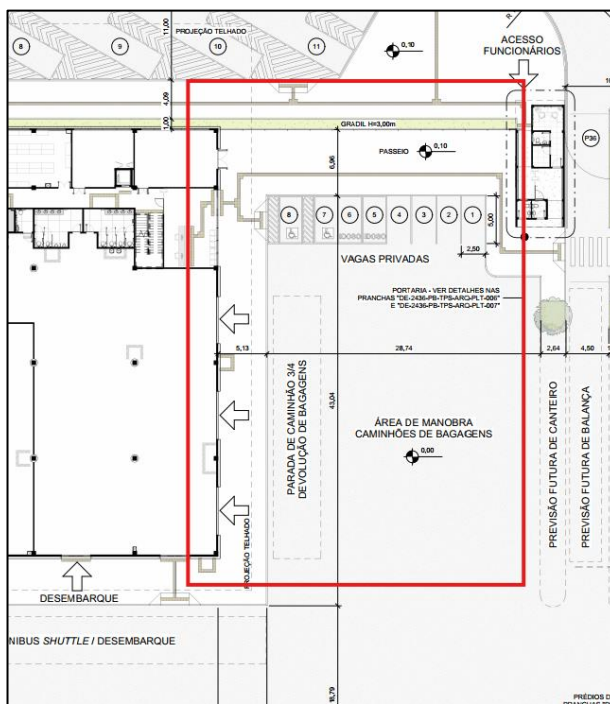 PROJEÇÃO TELHADO
8
9
10
11
11,00
0,10
R
ACESSO
FUNCIONÁRIOS
4,09
1,00
GRADIL H=3,00m
PASSEIO
0,10
P36
6,96
8
7
6
5
4
3
2
1
5,00
2,50
VAGAS PRIVADAS
PORTARIA - VER DETALHES NAS
PRANCHAS "DE-2436-PB-TPS-ARQ-PLT-006"
E "DE-2436-PB-TPS-ARQ-PLT-007"
5,13
28,74
2,64
4,50
PARADA DE CAMINHÃO 3/4
DEVOLUÇÃO DE BAGAGENS
43,04
ÁREA DE MANOBRA
CAMINHÕES DE BAGAGENS
0,00
PREVISÃO FUTURA DE CANTEIRO
PREVISÃO FUTURA DE BALANÇA
PROJEÇÃO TELHADO
DESEMBARQUE
NIBUS SHUTTLE / DESEMBARQUE
18,79
PRÉDIOS D